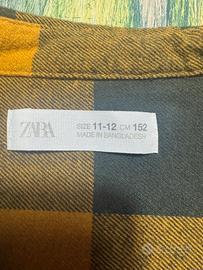 ZARA
SIZE 11-12 CM 152
MADE IN BANGLADESH